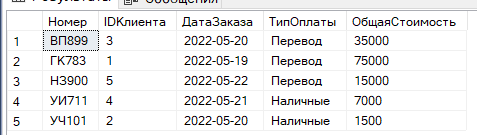 Номер IDКлиента ДатаЗаказа ТипОплаты ОбщаяСтоимость
1 ВП899 3 2022-05-20 Перевод 35000
2 ГК783 1 2022-05-19 Перевод 75000
3 НЗ900 5 2022-05-22 Перевод 15000
4 УИ711 4 2022-05-21 Наличные 7000
5 УЧ101 2 2022-05-20 Наличные 1500